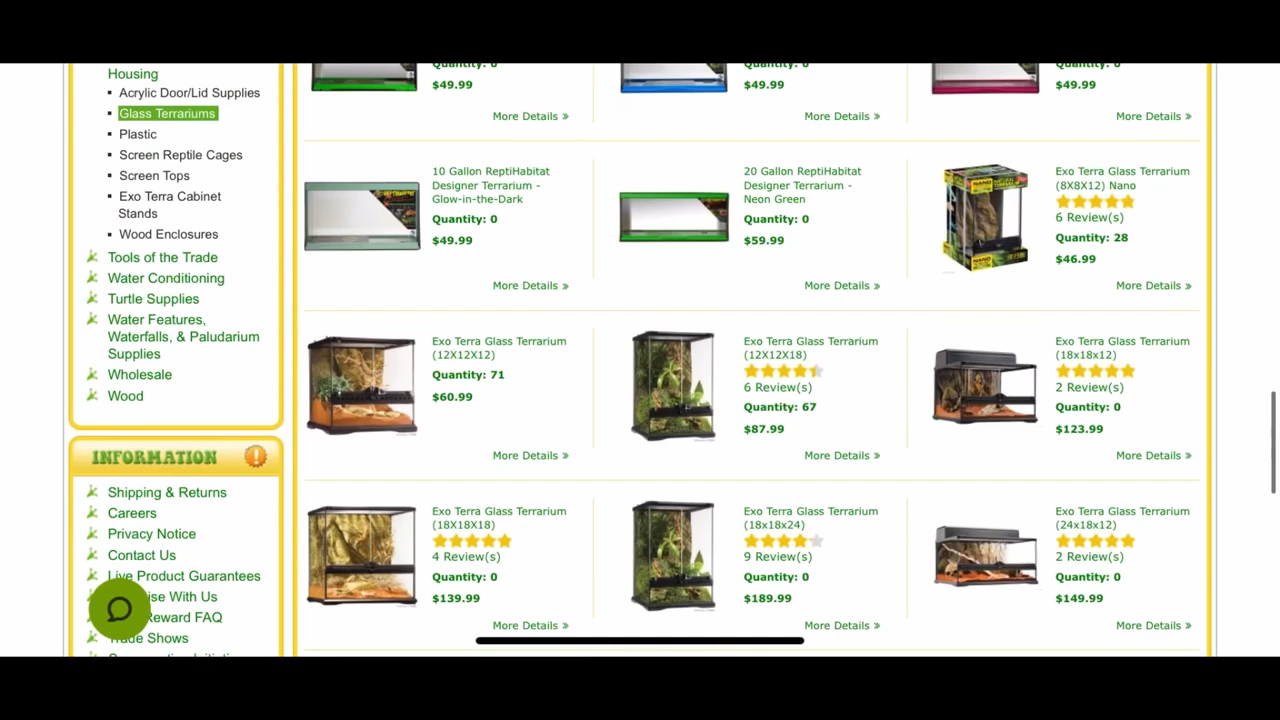 Housing
Acrylic Door/Lid Supplies
Glass Terrariums
Plastic
Screen Reptile Cages
Screen Tops
Exo Terra Cabinet
Stands
Wood Enclosures
Tools of the Trade
Water Conditioning
Turtle Supplies
Water Features,
Waterfalls, & Paludarium
Supplies
Wholesale
Wood
INFORMATION
Shipping & Returns
Careers
Privacy Notice
Contact Us
Live Product Guarantees
With Us
Reward FAQ
Trade Shows
Quantity: 0
$49.99
More Details »
Quantity: 0
$49.99
More Details »
Quantity: 0
$49.99
More Details »
10 Gallon ReptiHabitat
Designer Terrarium -
Glow-in-the-Dark
Quantity: 0
$49.99
More Details »
20 Gallon ReptiHabitat
Designer Terrarium -
Neon Green
Quantity: 0
$59.99
More Details »
NANO
Exo Terra Glass Terrarium
(8X8X12) Nano
6 Review(s)
Quantity: 28
$46.99
More Details »
Exo Terra Glass Terrarium
(12X12X12)
Quantity: 71
$60.99
More Details »
Exo Terra Glass Terrarium
(12X12X18)
6 Review(s)
Quantity: 67
$87.99
More Details »
Exo Terra Glass Terrarium
(18x18x12)
2 Review(s)
Quantity: 0
$123.99
More Details »
Exo Terra Glass Terrarium
(18X18X18)
4 Review(s)
Quantity: 0
$139.99
More Details »
Exo Terra Glass Terrarium
(18x18x24)
9 Review(s)
Quantity: 0
$189.99
More Details »
Exo Terra Glass Terrarium
(24x18x12)
2 Review(s)
Quantity: 0
$149.99
More Details »